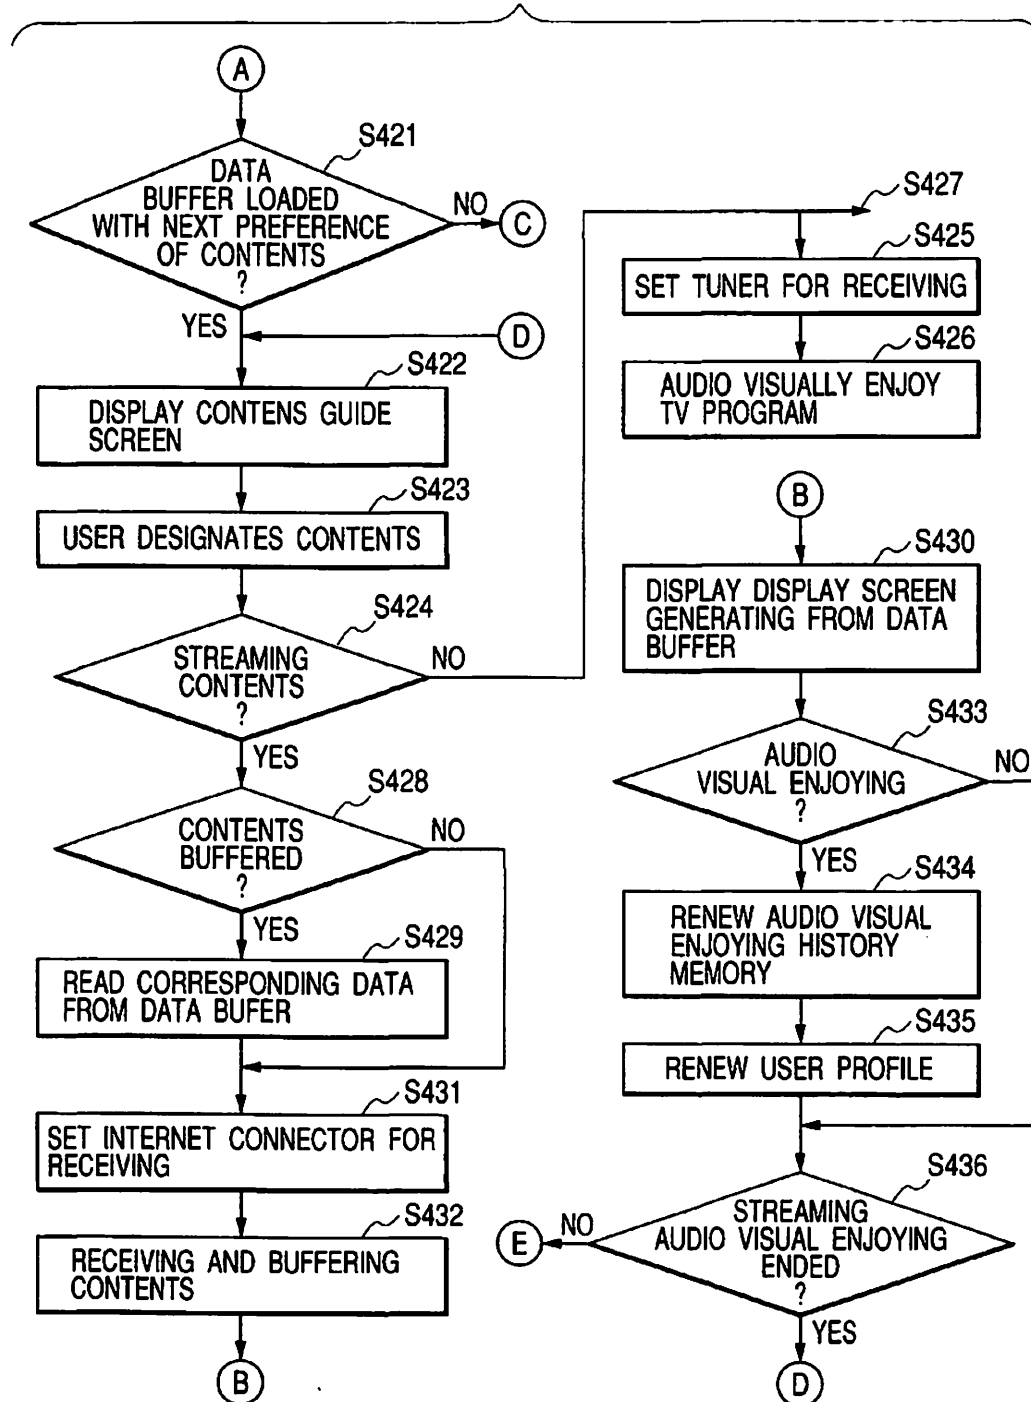 A
S421
DATA
BUFFER LOADED
WITH NEXT PREFERENCE
OF CONTENTS
?
NO
C
YES
D
S422
DISPLAY CONTENS GUIDE
SCREEN
S423
USER DESIGNATES CONTENTS
S424
STREAMING
CONTENTS
?
NO
YES
S428
CONTENTS
BUFFERED
?
NO
YES
S429
READ CORRESPONDING DATA
FROM DATA BUFER
S431
SET INTERNET CONNECTOR FOR
RECEIVING
S432
RECEIVING AND BUFFERING
CONTENTS
B
S427
S425
SET TUNER FOR RECEIVING
S426
AUDIO VISUALLY ENJOY
TV PROGRAM
B
S430
DISPLAY DISPLAY SCREEN
GENERATING FROM DATA
BUFFER
S433
AUDIO
VISUAL ENJOYING
?
NO
YES
S434
RENEW AUDIO VISUAL
ENJOYING HISTORY
MEMORY
S435
RENEW USER PROFILE
S436
STREAMING
AUDIO VISUAL ENJOYING
ENDED
?
NO
E
YES
D